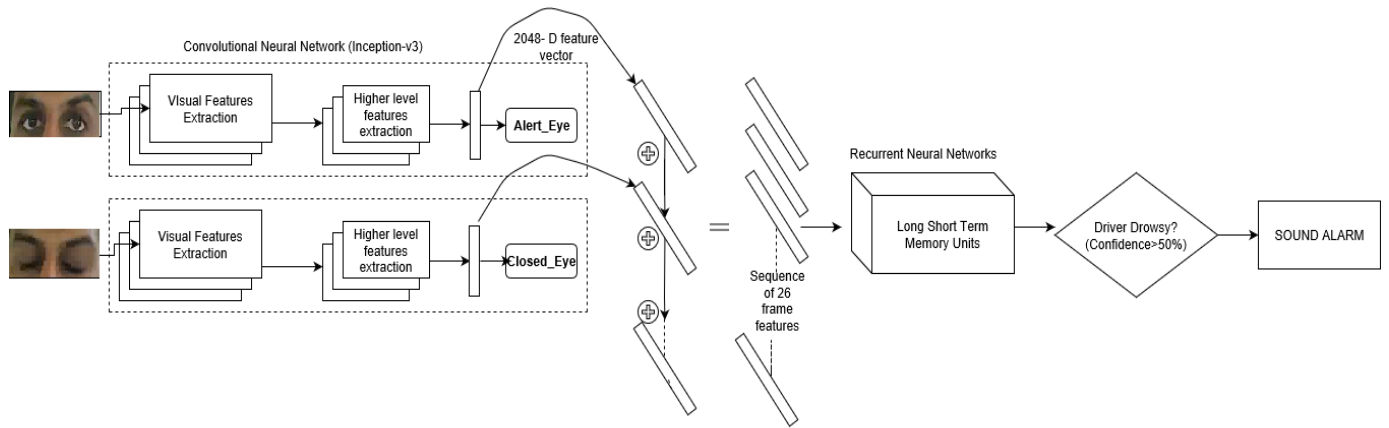 Convolutional Neural Network (Inception-v3)
2048- D feature
vector
VIsual Features
Extraction
Higher level
features
extraction
Alert_Eye
Visual Features
Extraction
Higher level
features
extraction
Closed_Eye
=
Sequence
of 26
frame
features
Recurrent Neural Networks
Long Short Term
Memory Units
Driver Drowsy?
(Confidence>50%)
SOUND ALARM